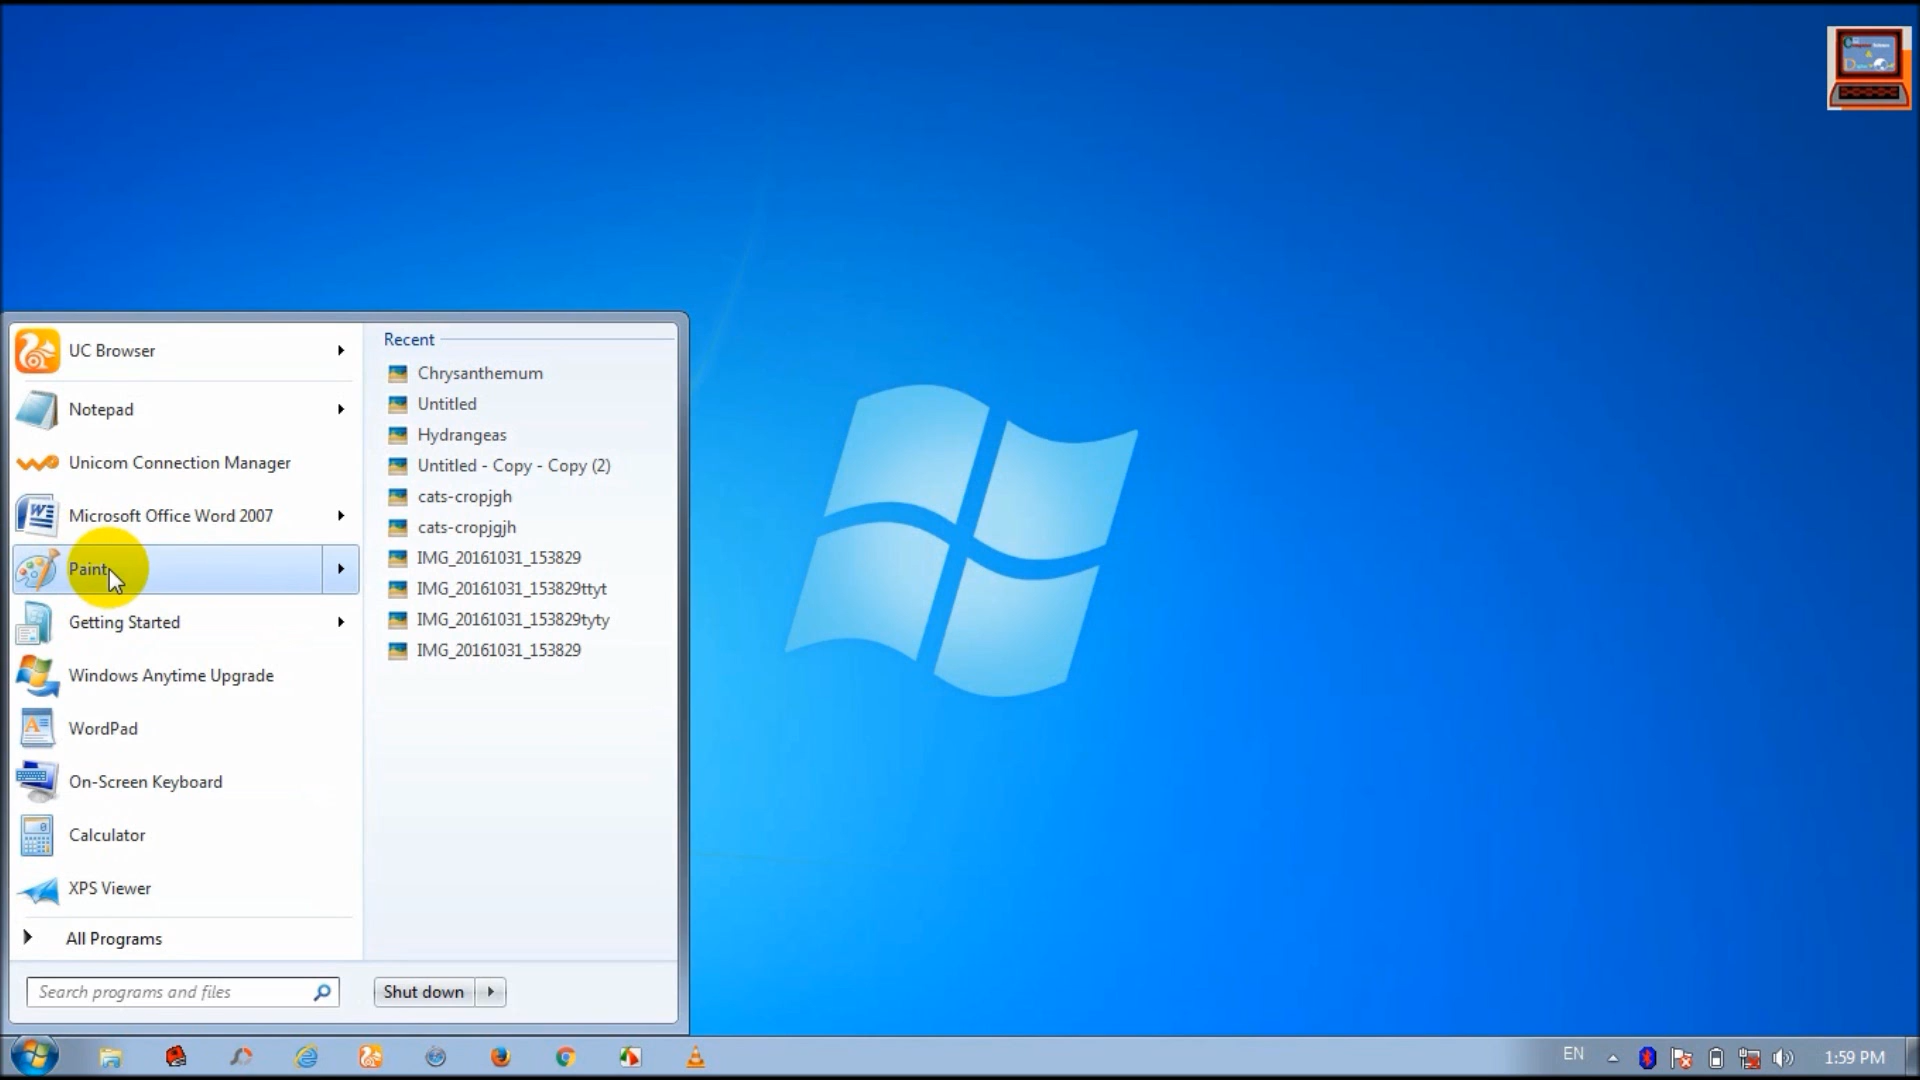 UC Browser
Notepad
Unicom Connection Manager
Microsoft Office Word 2007
Paint
Getting Started
Windows Anytime Upgrade
WordPad
On-Screen Keyboard
Calculator
XPS Viewer
All Programs
Search programs and files
Recent
Chrysanthemum
Untitled
Hydrangeas
Untitled - Copy - Copy (2)
cats-cropjgh
cats-cropjgjh
IMG_20161031_153829
IMG_20161031_153829ttyt
IMG_20161031_153829tyty
IMG_20161031_153829
Shut down
EN
1:59 PM